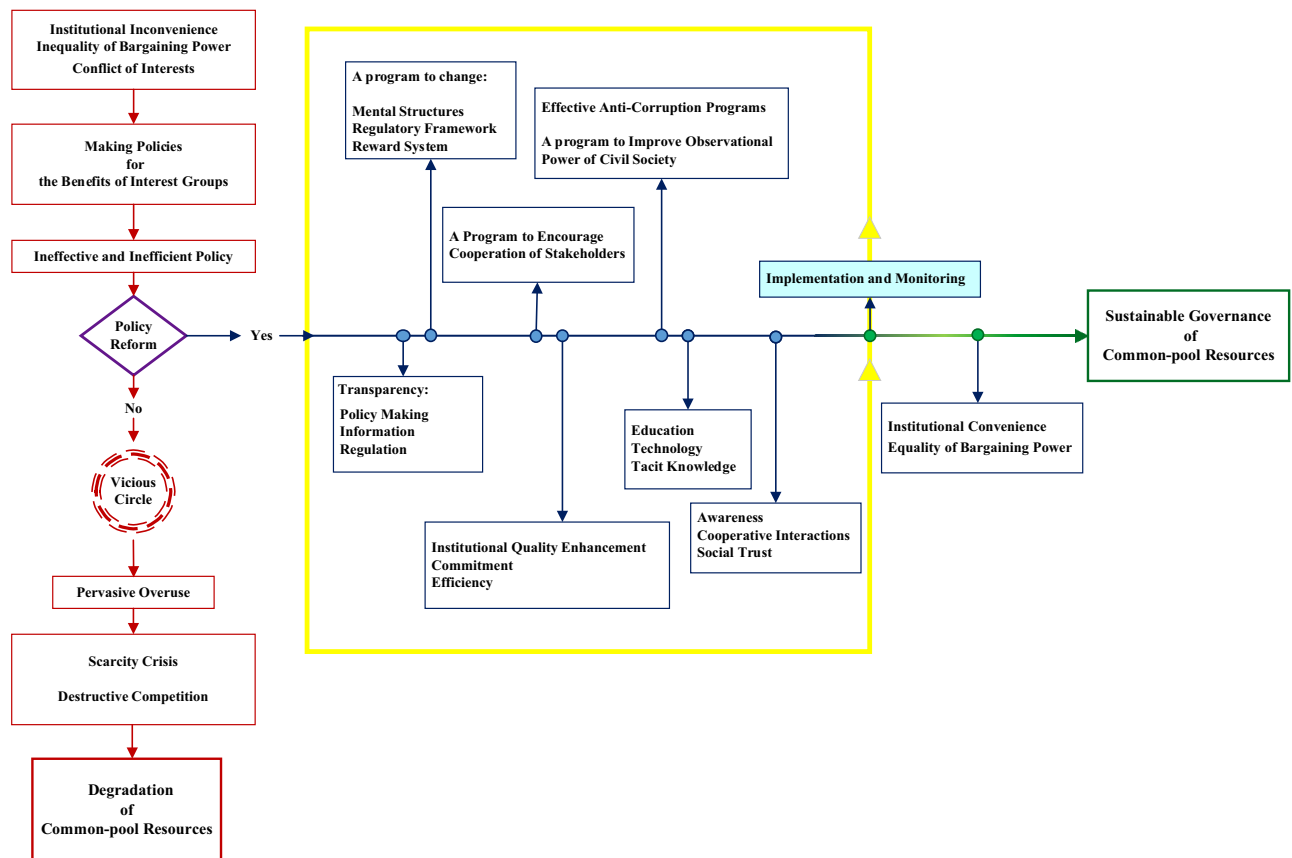 Institutional Inconvenience
Inequality of Bargaining Power
Conflict of Interests
Making Policies
for
the Benefits of Interest Groups
Ineffective and Inefficient Policy
Policy
Reform
Yes
No
Vicious
Circle
Pervasive Overuse
Scarcity Crisis
Destructive Competition
Degradation
of
Common-pool Resources
A program to change:
Mental Structures
Regulatory Framework
Reward System
Effective Anti-Corruption Programs
A program to Improve Observational
Power of Civil Society
A Program to Encourage
Cooperation of Stakeholders
Implementation and Monitoring
Transparency:
Policy Making
Information
Regulation
Education
Technology
Tacit Knowledge
Institutional Quality Enhancement
Commitment
Efficiency
Awareness
Cooperative Interactions
Social Trust
Institutional Convenience
Equality of Bargaining Power
Sustainable Governance
of
Common-pool Resources